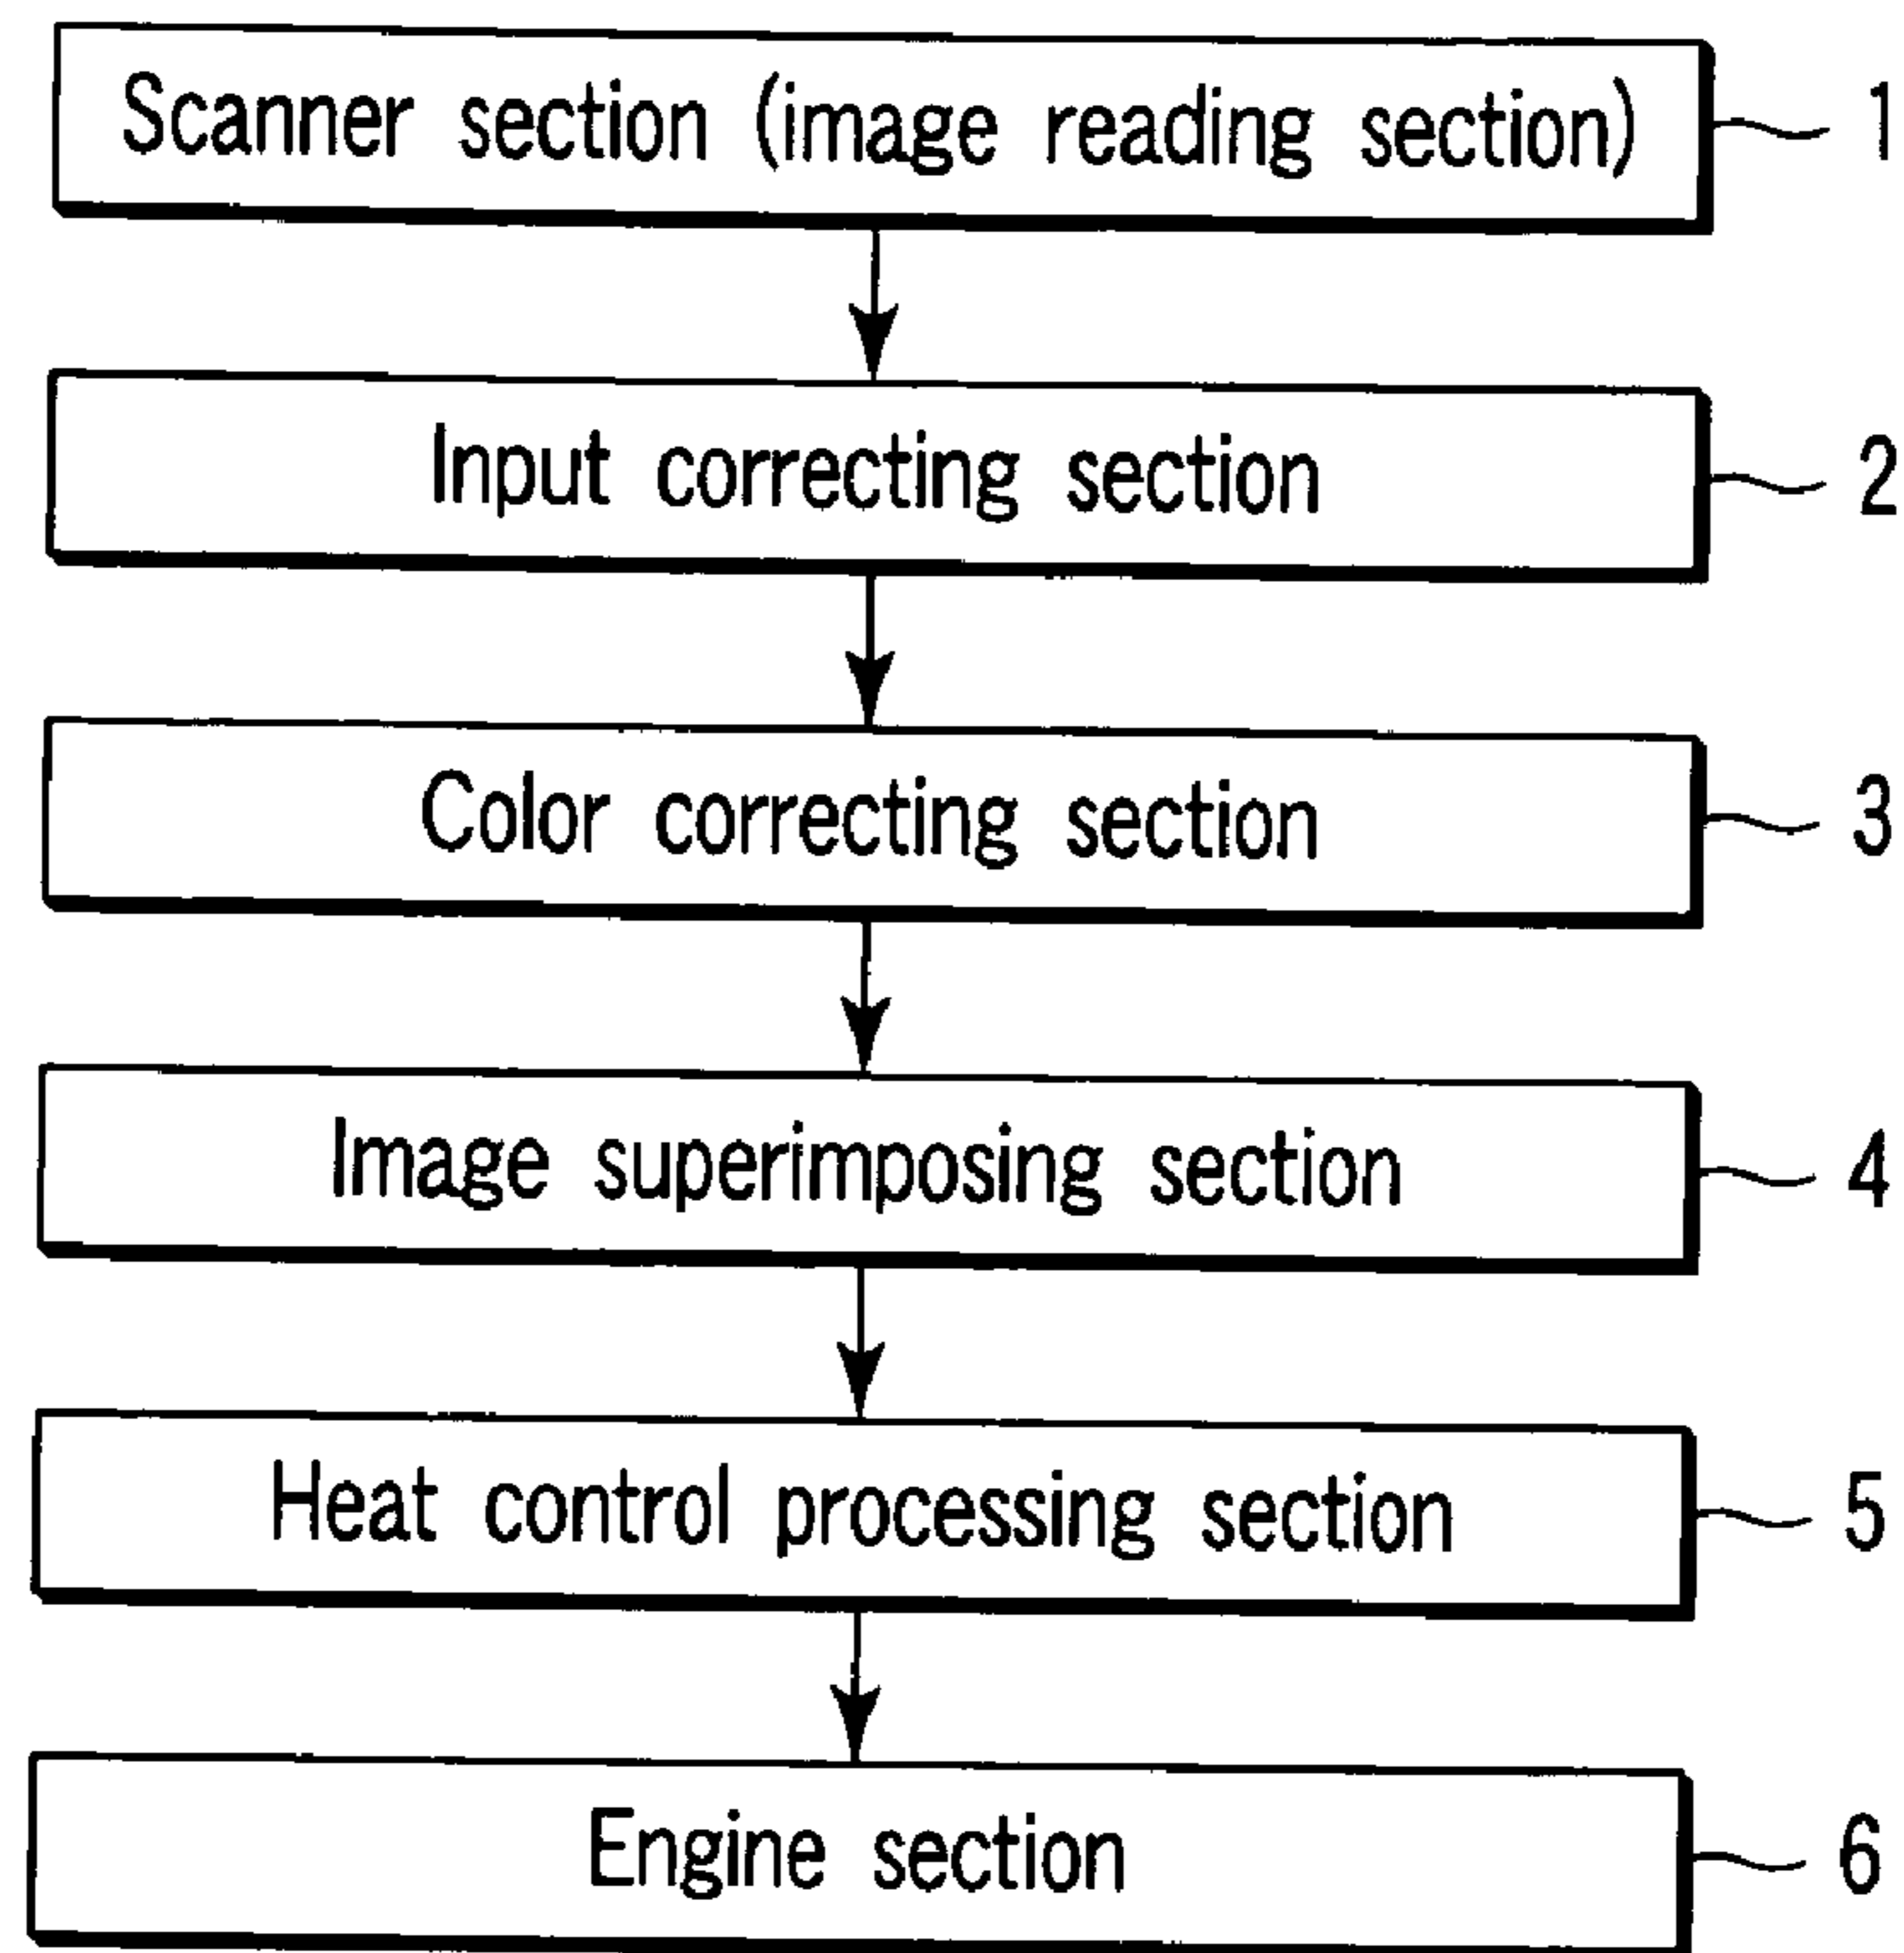 Scanner section (image reading section) 1
Input correcting section 2
Color correcting section 3
Image superimposing section 4
Heat control processing section 5
Engine section 6